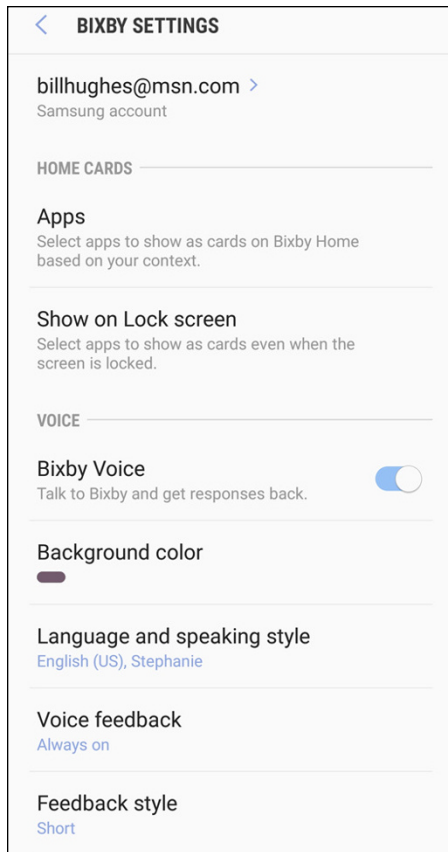 BIXBY SETTINGS
billhughes@msn.com
Samsung account
HOME CARDS
Apps
Select apps to show as cards on Bixby Home
based on your context.
Show on Lock screen
Select apps to show as cards even when the
screen is locked.
VOICE
Bixby Voice
Talk to Bixby and get responses back.
Background color
Language and speaking style
English (US), Stephanie
Voice feedback
Always on
Feedback style
Short